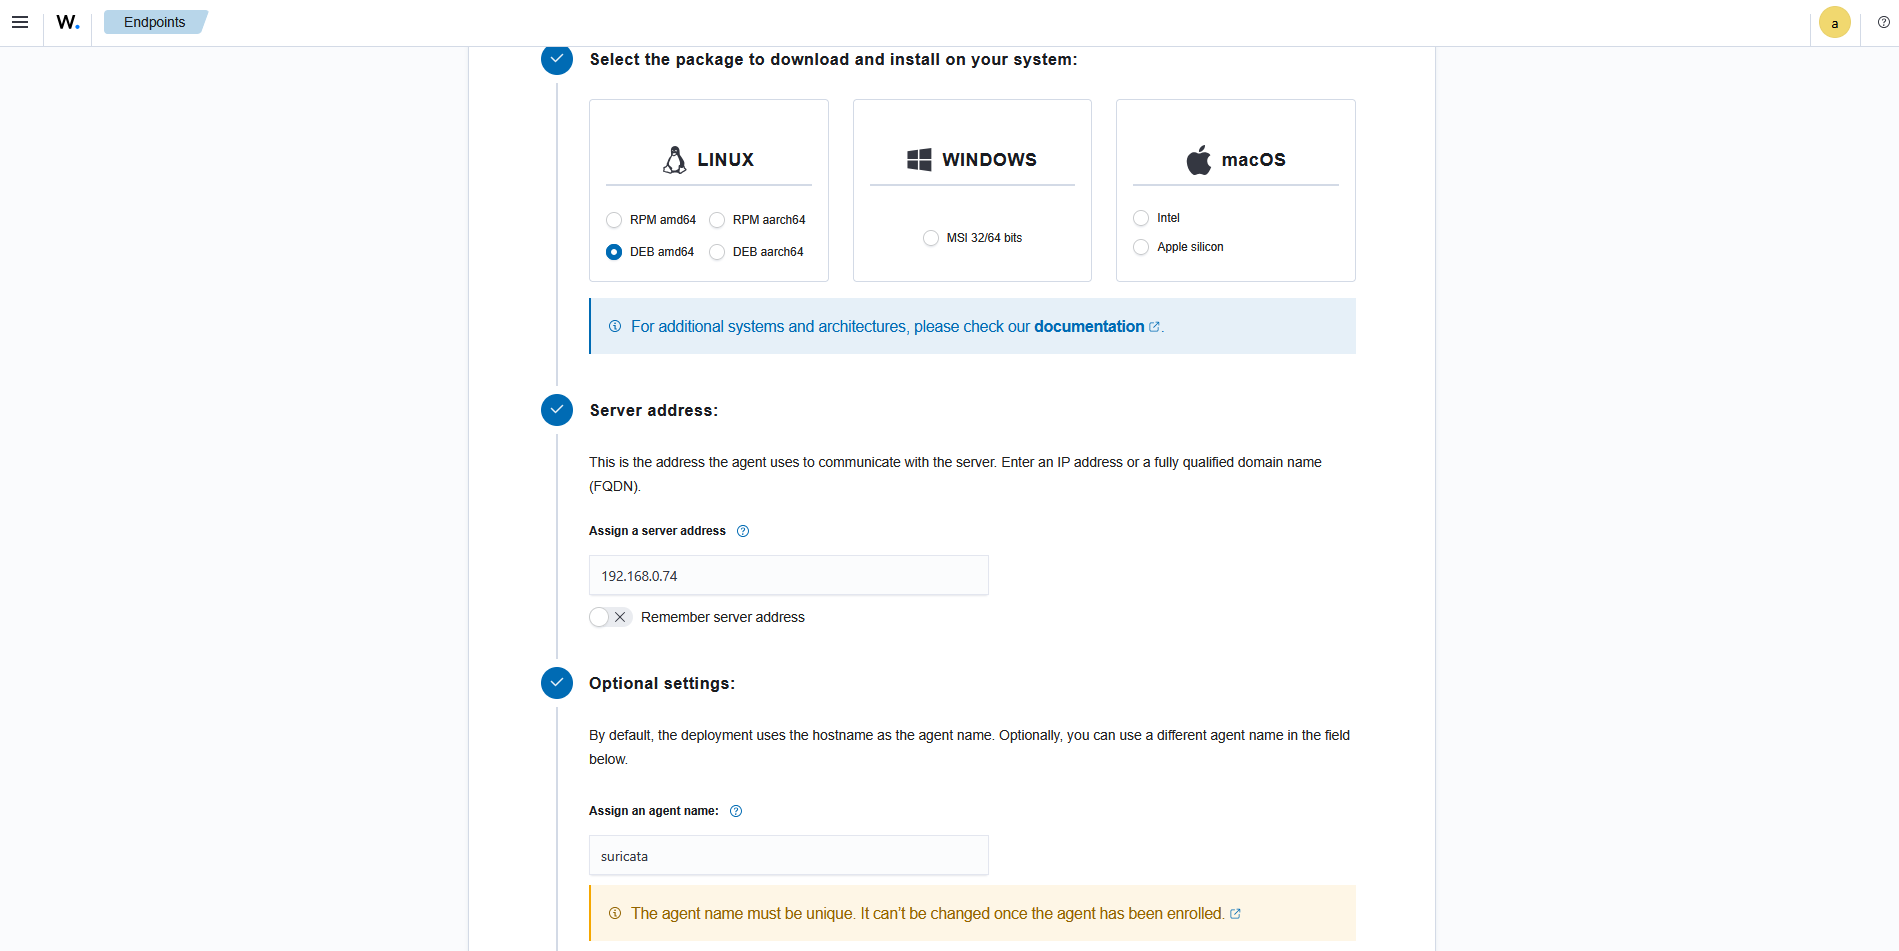 W.
Endpoints
a
Select the package to download and install on your system:
LINUX
RPM amd64
RPM aarch64
DEB amd64
DEB aarch64
WINDOWS
MSI 32/64 bits
macOS
Intel
Apple silicon
For additional systems and architectures, please check our documentation.
Server address:
This is the address the agent uses to communicate with the server. Enter an IP address or a fully qualified domain name
(FQDN).
Assign a server address
192.168.0.74
Remember server address
Optional settings:
By default, the deployment uses the hostname as the agent name. Optionally, you can use a different agent name in the field
below.
Assign an agent name:
suricata
The agent name must be unique. It can’t be changed once the agent has been enrolled.